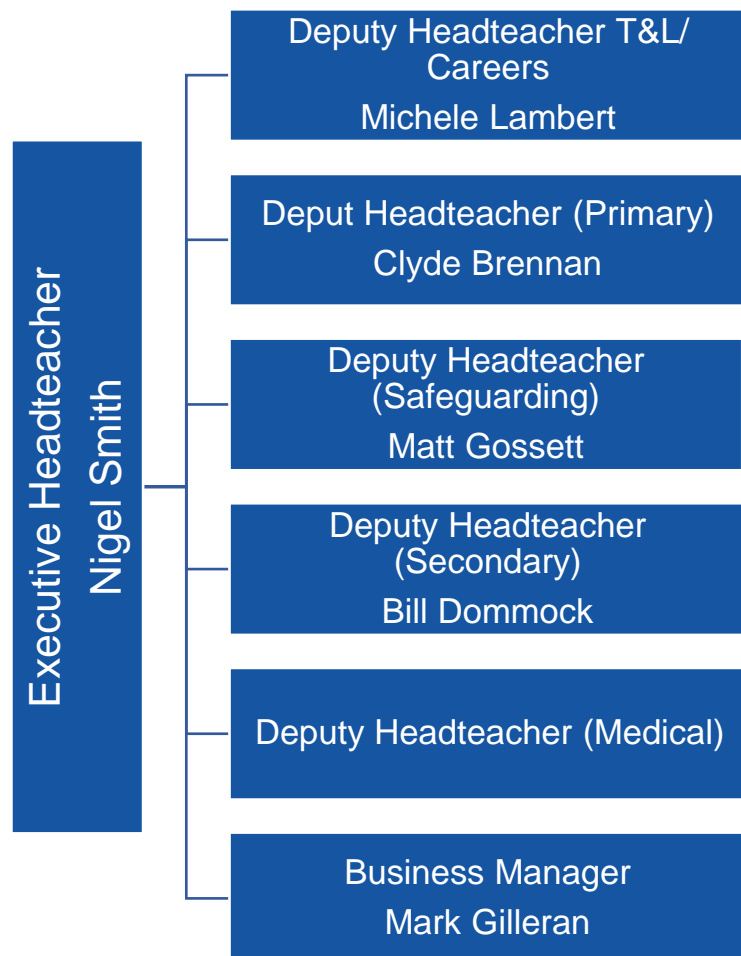 Executive Headteacher
Nigel Smith
Deputy Headteacher T&L/
Careers
Michele Lambert
Deput Headteacher (Primary)
Clyde Brennan
Deputy Headteacher
(Safeguarding)
Matt Gossett
Deputy Headteacher
(Secondary)
Bill Dommock
Deputy Headteacher (Medical)
Business Manager
Mark Gilleran